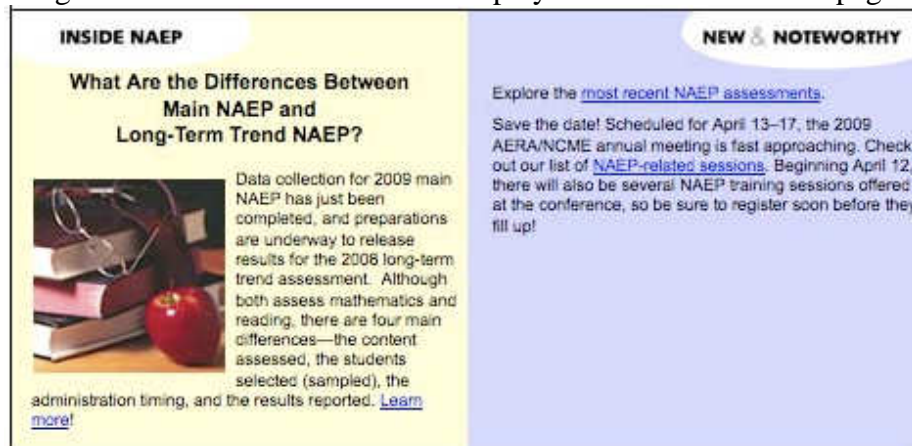 INSIDE NAEP
What Are the Differences Between
Main NAEP and
Long-Term Trend NAEP?
Data collection for 2009 main
NAEP has just been
completed, and preparations
are underway to release
results for the 2008 long-term
trend assessment. Although
both assess mathematics and
reading, there are four main
differences—the content
assessed, the students
selected (sampled), the
administration timing, and the results reported. Learn
more!
NEW & NOTEWORTHY
Explore the most recent NAEP assessments.
Save the date! Scheduled for April 13–17, the 2009
AERA/NCME annual meeting is fast approaching. Check
out our list of NAEP-related sessions. Beginning April 12,
there will also be several NAEP training sessions offered
at the conference, so be sure to register soon before they
fill up!